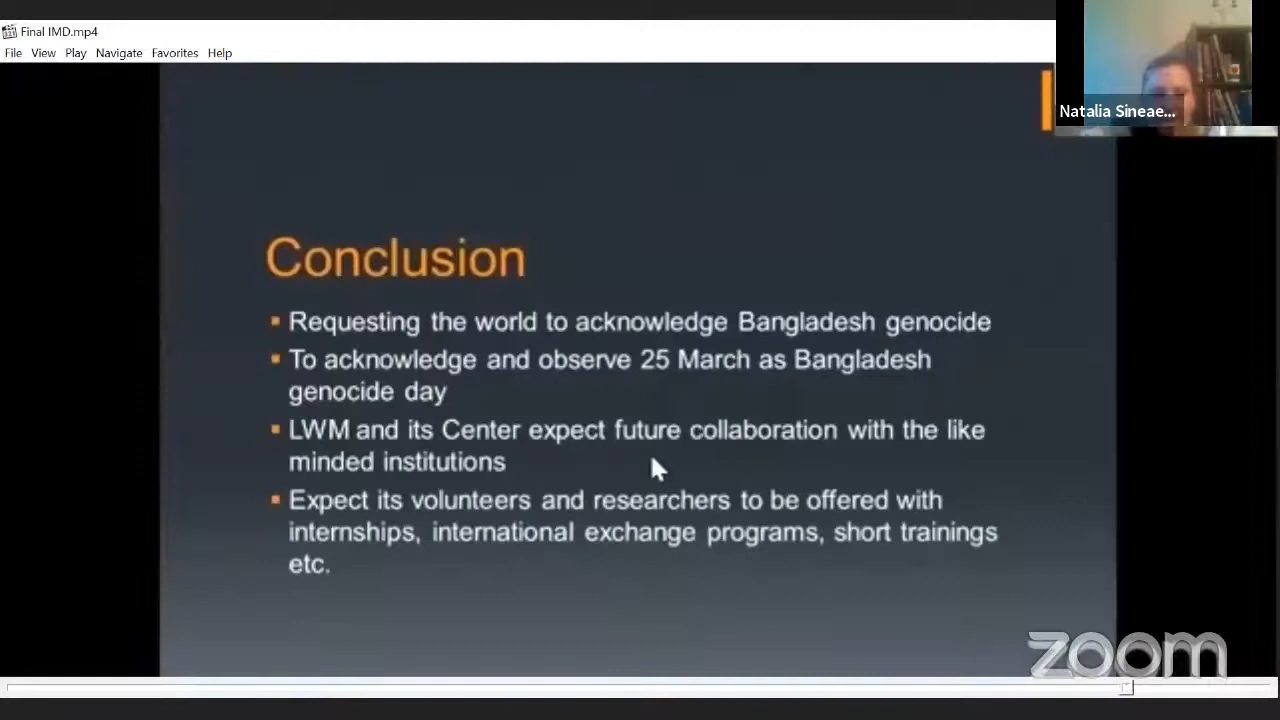 Final IMD.mp4
File View Play Navigate Favorites Help
Natalia Sineae...
Conclusion
▪ Requesting the world to acknowledge Bangladesh genocide
▪ To acknowledge and observe 25 March as Bangladesh
genocide day
▪ LWM and its Center expect future collaboration with the like
minded institutions
▪ Expect its volunteers and researchers to be offered with
internships, international exchange programs, short trainings
etc.
zoom